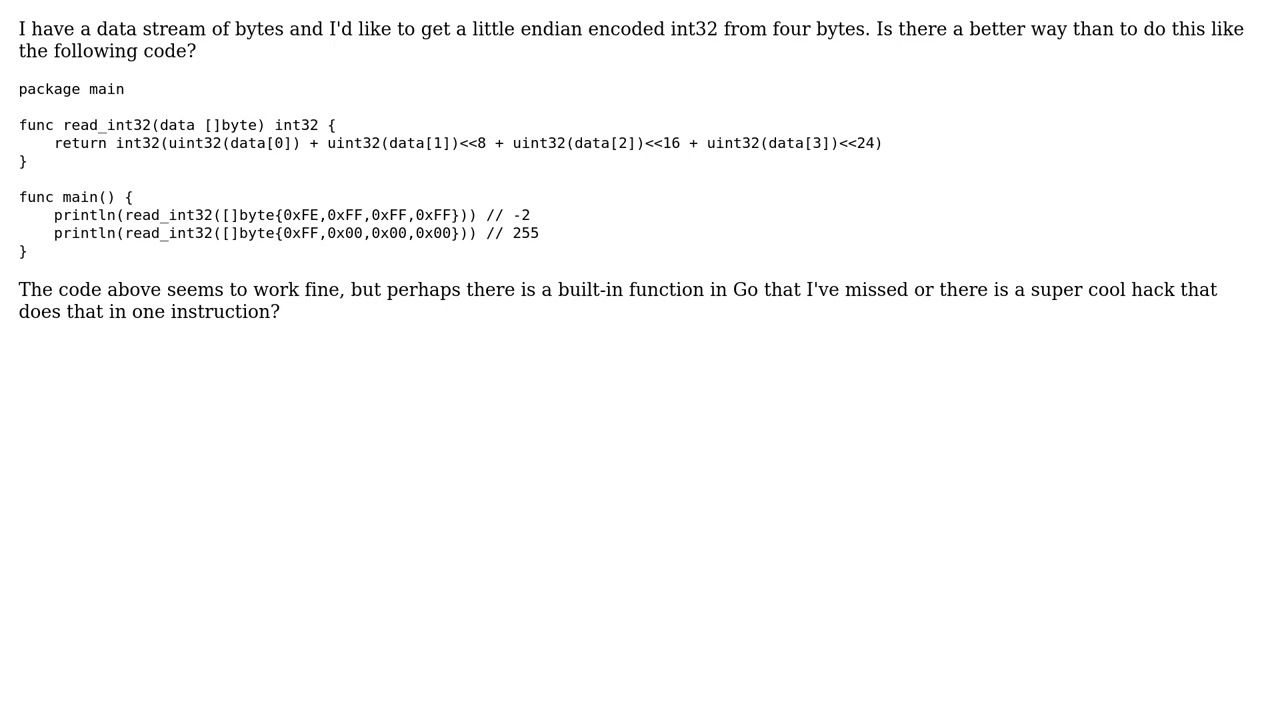 I have a data stream of bytes and I'd like to get a little endian encoded int32 from four bytes. Is there a better way than to do this like
the following code?
package main
func read_int32(data []byte) int32 {
    return int32(uint32(data[0]) + uint32(data[1])<<8 + uint32(data[2])<<16 + uint32(data[3])<<24)
}
func main() {
    println(read_int32([]byte{0xFE,0xFF,0xFF,0xFF})) // -2
    println(read_int32([]byte{0xFF,0x00,0x00,0x00})) // 255
}
The code above seems to work fine, but perhaps there is a built-in function in Go that I've missed or there is a super cool hack that
does that in one instruction?